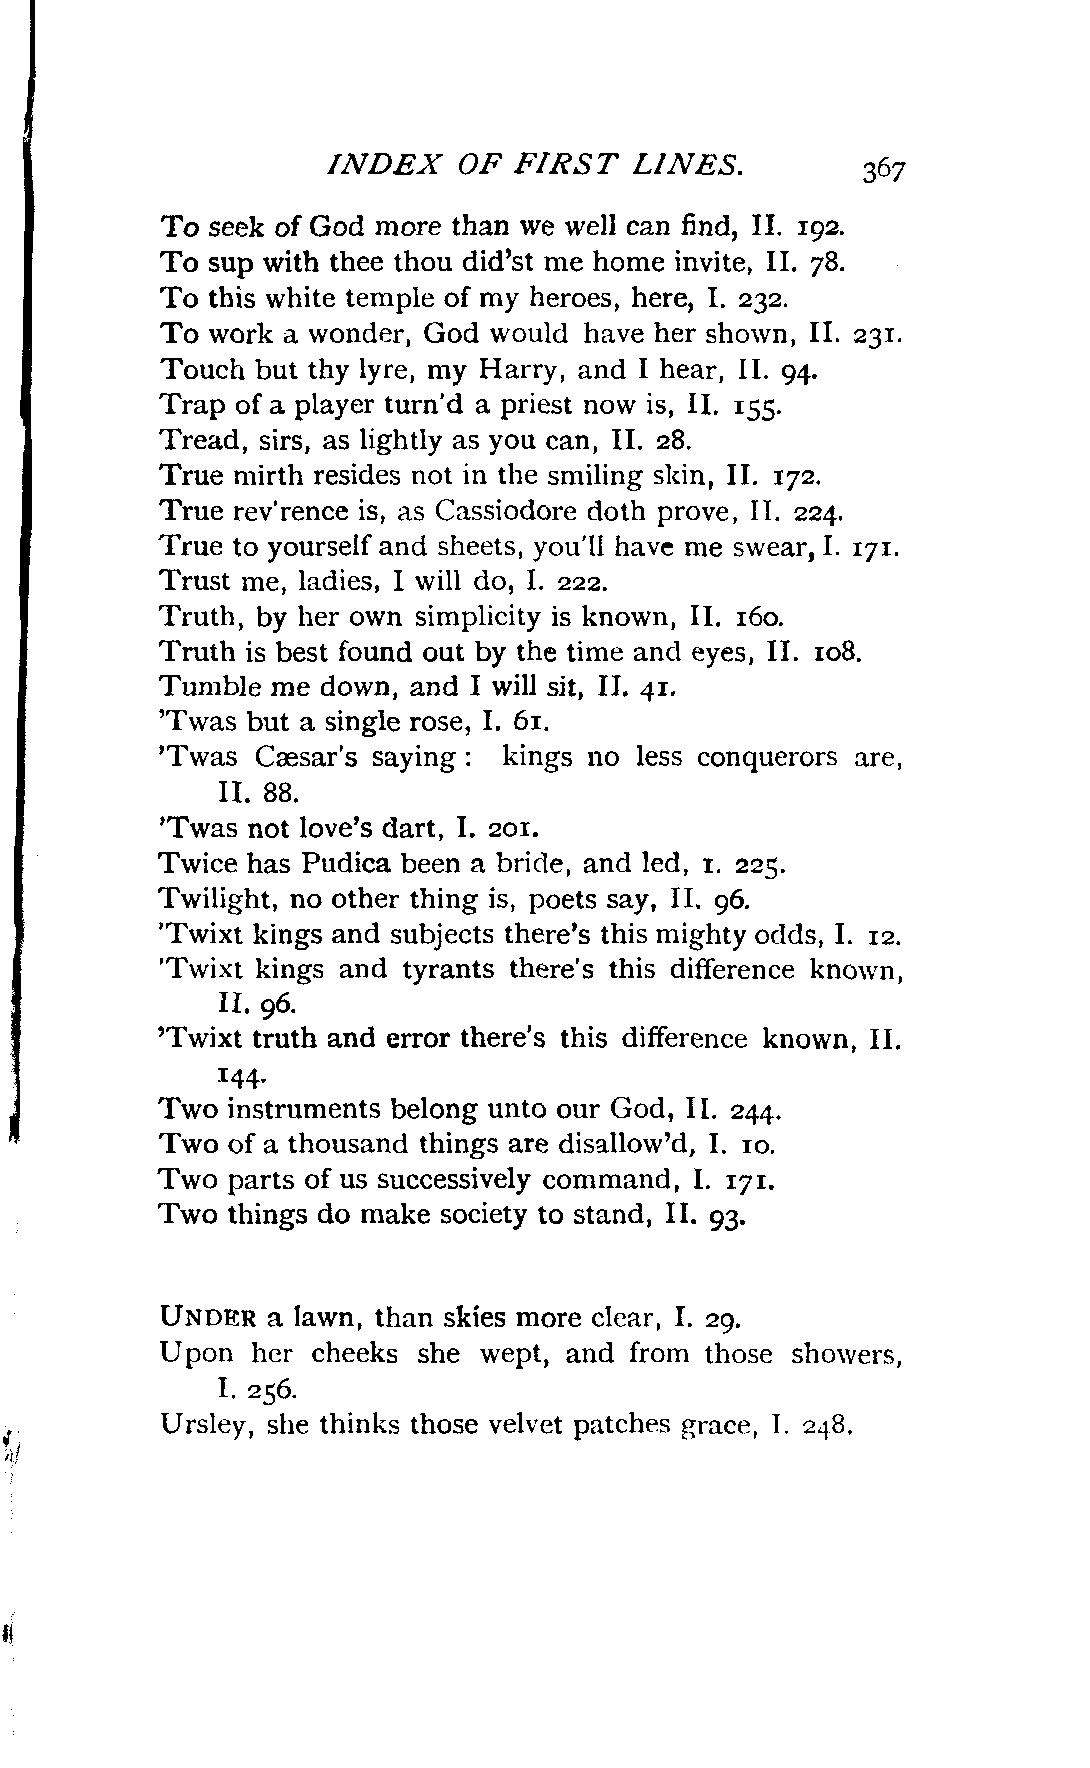 INDEX OF FIRST LINES. 367
To seek of God more than we well can find, II. 192.
To sup with thee thou did'st me home invite, II. 78.
To this white temple of my heroes, here, I. 232.
To work a wonder, God would have her shown, II. 231.
Touch but thy lyre, my Harry, and I hear, II. 94.
Trap of a player turn'd a priest now is, II. 155.
Tread, sirs, as lightly as you can, II. 28.
True mirth resides not in the smiling skin, II. 172.
True rev'rence is, as Cassiodore doth prove, II. 224.
True to yourself and sheets, you'll have me swear, I. 171.
Trust me, ladies, I will do, I. 222.
Truth, by her own simplicity is known, II. 160.
Truth is best found out by the time and eyes, II. 108.
Tumble me down, and I will sit, II. 41.
'Twas but a single rose, I. 61.
'Twas Cæsar's saying : kings no less conquerors are,
II. 88.
'Twas not love's dart, I. 201.
Twice has Pudica been a bride, and led, I. 225.
Twilight, no other thing is, poets say, II. 96.
'Twixt kings and subjects there's this mighty odds, I. 12.
'Twixt kings and tyrants there's this difference known,
II. 96.
'Twixt truth and error there's this difference known, II.
144.
Two instruments belong unto our God, II. 244.
Two of a thousand things are disallow'd, I. 10.
Two parts of us successively command, I. 171.
Two things do make society to stand, II. 93.
UNDER a lawn, than skies more clear, I. 29.
Upon her cheeks she wept, and from those showers,
I. 256.
Ursley, she thinks those velvet patches grace, I. 248.